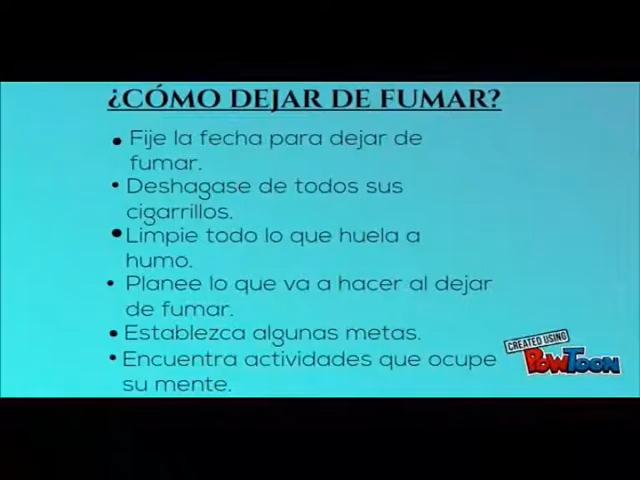 ¿CÓMO DEJAR DE FUMAR?
• Fije la fecha para dejar de
fumar.
• Deshagase de todos sus
cigarrillos.
• Limpie todo lo que huela a
humo.
• Planee lo que va a hacer al dejar
de fumar.
• Establezca algunas metas.
• Encuentra actividades que ocupe
su mente.
CREATED USING
POWTOON